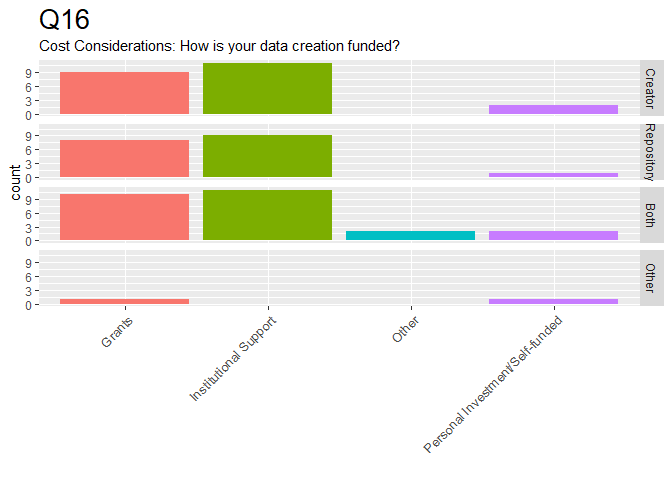 Q16
Cost Considerations: How is your data creation funded?
count
9
6
3
0
Creator
9
6
3
0
Repository
9
6
3
0
Both
9
6
3
0
Other
Grants
Institutional Support
Other
Personal Investment/Self-funded